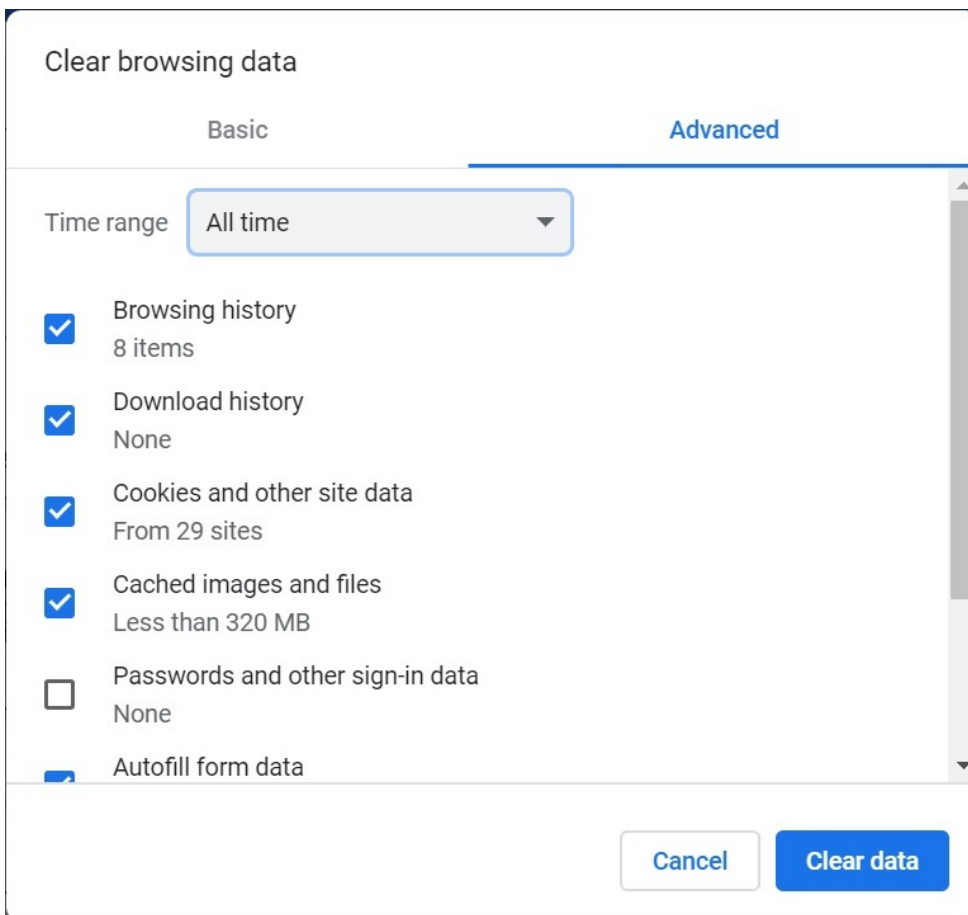 Clear browsing data
Basic Advanced
Time range All time
Browsing history
8 items
Download history
None
Cookies and other site data
From 29 sites
Cached images and files
Less than 320 MB
Passwords and other sign-in data
None
Autofill form data
Cancel Clear data